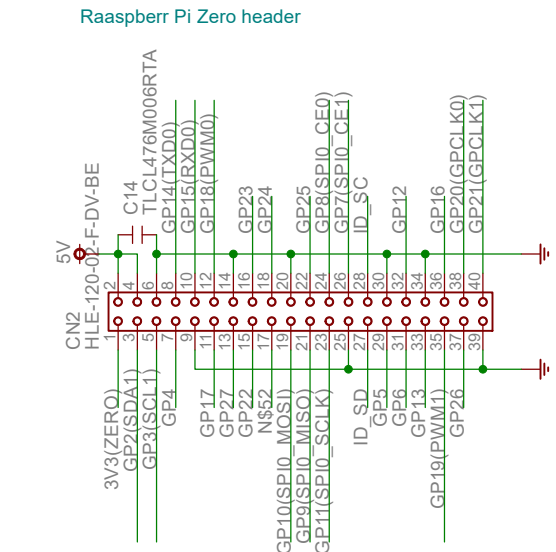 Raaspberr Pi Zero header
5V
C14
TLCL476M006RTA
GP14(TXD0)
GP15(RXD0)
GP18(PWM0)
GP23
GP24
GP25
GP8(SPI0_CE0)
GP7(SPI0_CE1)
ID_SC
GP12
GP16
GP20(GPCLK0)
GP21(GPCLK1)
CN2
HLE-120-02-F-DV-BE
2
4
6
8
10
12
14
16
18
20
22
24
26
28
30
32
34
36
38
40
1
3
5
7
9
11
13
15
17
19
21
23
25
27
29
31
33
35
37
39
3V3(ZERO)
GP2(SDA1)
GP3(SCL1)
GP4
GP17
GP27
GP22
N$52
GP10(SPI0_MOSI)
GP9(SPI0_MISO)
GP11(SPI0_SCLK)
ID_SD
GP5
GP6
GP13
GP19(PWM1)
GP26